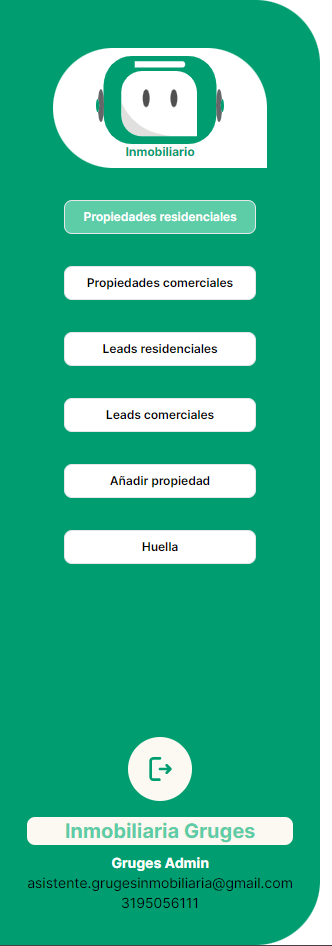 Inmobiliario
Propiedades residenciales
Propiedades comerciales
Leads residenciales
Leads comerciales
Añadir propiedad
Huella
Inmobiliaria Gruges
Gruges Admin
asistente.grugesinmobiliaria@gmail.com
3195056111